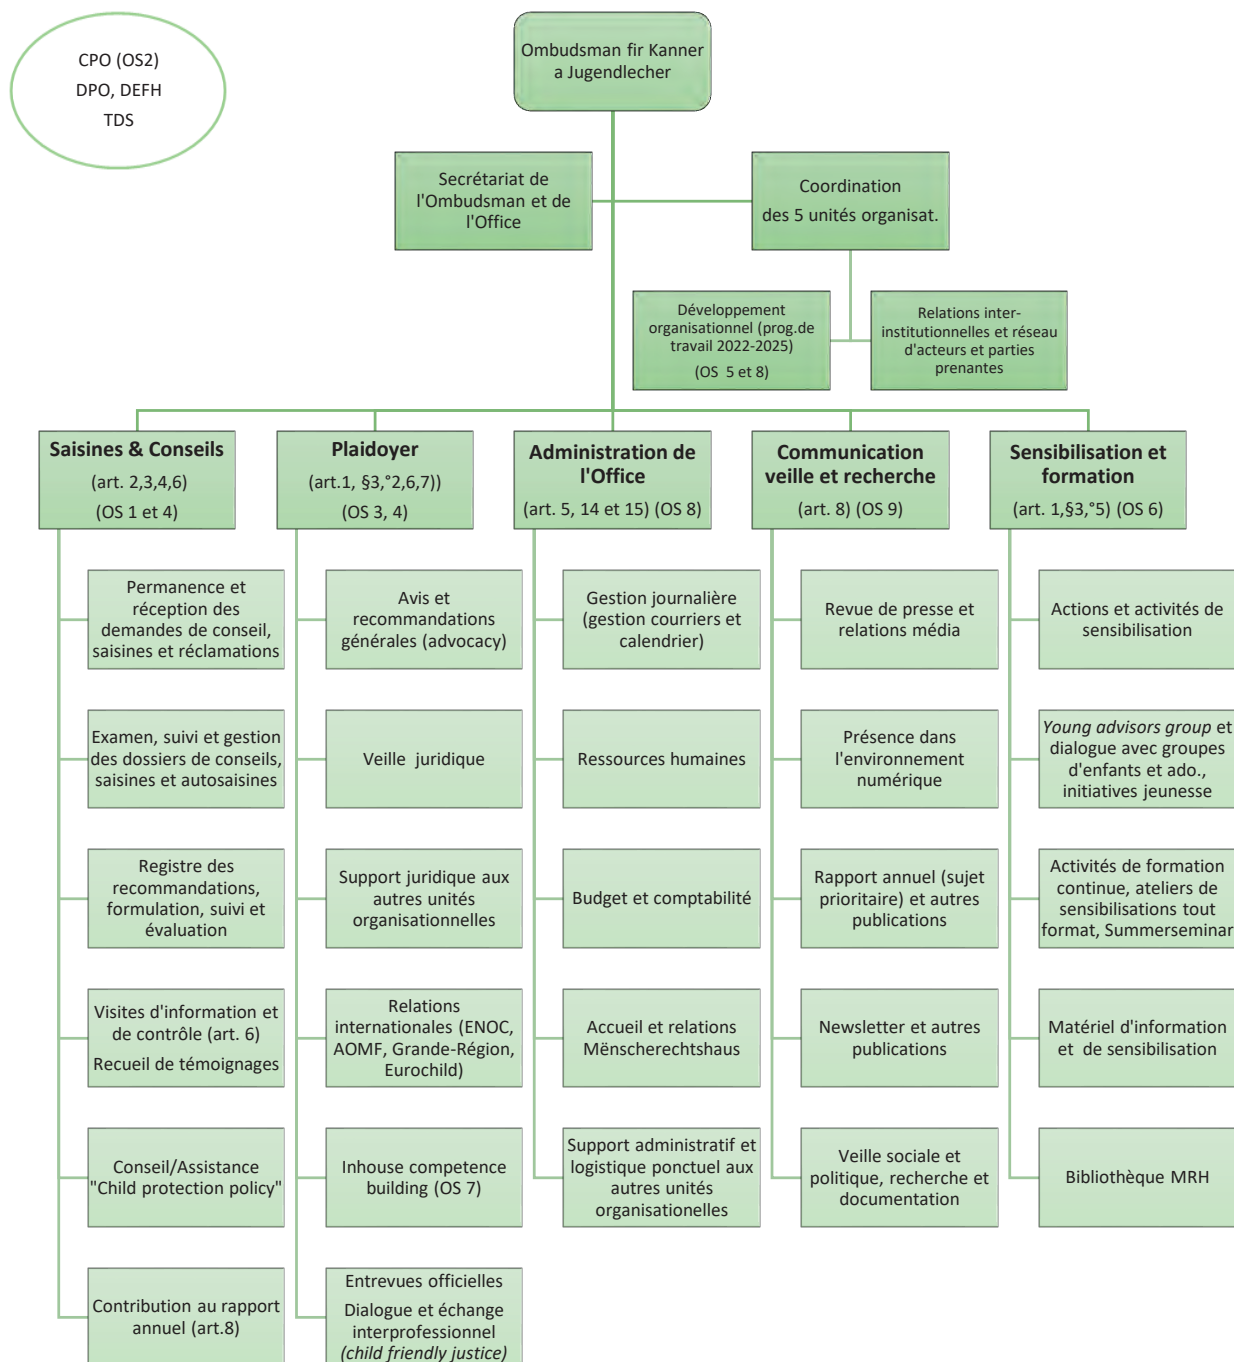 CPO (OS2)
DPO, DEFH
TDS
Ombudsman fir Kanner
a Jugendlecher
Secrétariat de
l'Ombudsman et de
l'Office
Coordination
des 5 unités organisat.
Développement
organisationnel (prog.de
travail 2022-2025)
(OS  5 et 8)
Relations inter-
institutionnelles et réseau
d'acteurs et parties
prenantes
Saisines & Conseils
(art. 2,3,4,6)
(OS 1 et 4)
Permanence et
réception des
demandes de conseil,
saisines et réclamations
Examen, suivi et gestion
des dossiers de conseils,
saisines et autosaisines
Registre des
recommandations,
formulation, suivi et
évaluation
Visites d'information et
de contrôle (art. 6)
Recueil de témoignages
Conseil/Assistance
"Child protection policy"
Contribution au rapport
annuel (art.8)
Plaidoyer
(art.1, §3,°2,6,7))
(OS 3, 4)
Avis et
recommandations
générales (advocacy)
Veille  juridique
Support juridique aux
autres unités
organisationnelles
Relations
internationales (ENOC,
AOMF, Grande-Région,
Eurochild)
Inhouse competence
building (OS 7)
Entrevues officielles
Dialogue et échange
interprofessionnel
(child friendly justice)
Administration de
l'Office
(art. 5, 14 et 15) (OS 8)
Gestion journalière
(gestion courriers et
calendrier)
Ressources humaines
Budget et comptabilité
Accueil et relations
Mënscherechtshaus
Support administratif et
logistique ponctuel aux
autres unités
organisationelles
Communication
veille et recherche
(art. 8) (OS 9)
Revue de presse et
relations média
Présence dans
l'environnement
numérique
Rapport annuel (sujet
prioritaire) et autres
publications
Newsletter et autres
publications
Veille sociale et
politique, recherche et
documentation
Sensibilisation et
formation
(art. 1,§3,°5) (OS 6)
Actions et activités de
sensibilisation
Young advisors group et
dialogue avec groupes
d'enfants et ado.,
initiatives jeunesse
Activités de formation
continue, ateliers de
sensibilisations tout
format, Summerseminar
Matériel d'information
et  de sensibilisation
Bibliothèque MRH